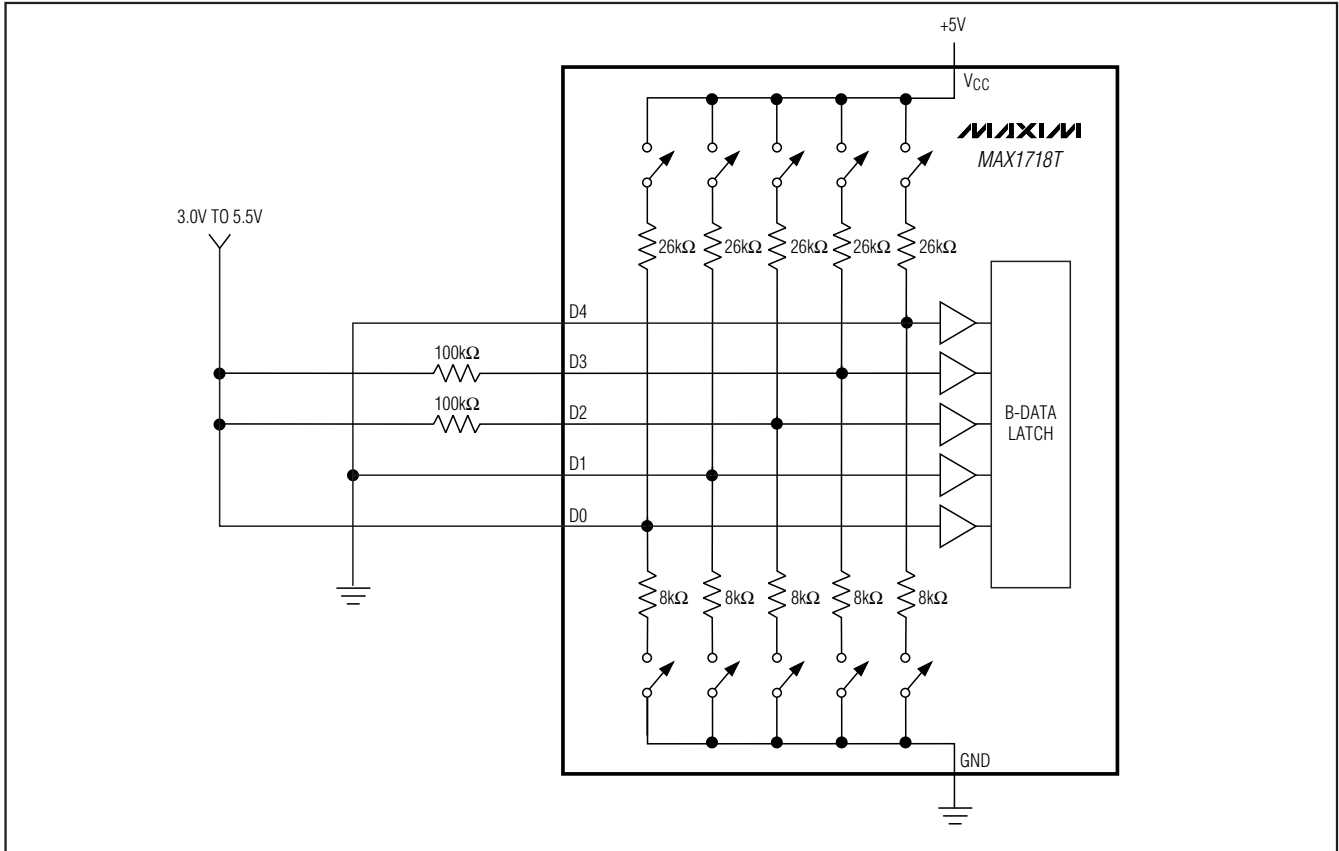 +5V
VCC
MAXIM
MAX1718T
3.0V TO 5.5V
26kΩ 26kΩ 26kΩ 26kΩ 26kΩ
D4
100kΩ
D3
100kΩ
D2
B-DATA
LATCH
D1
D0
8kΩ 8kΩ 8kΩ 8kΩ 8kΩ
GND